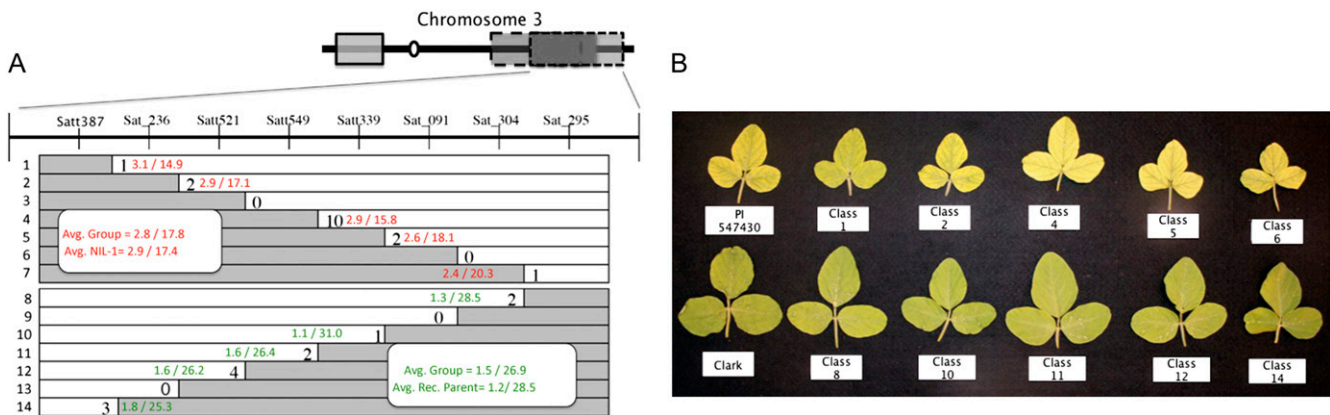 Chromosome 3
A
B
Satt387 Sat_236 Satt521 Satt549 Satt339 Sat_091 Sat_304 Sat_295
1 1 3.1 / 14.9
2 2 2.9 / 17.1
3 0
4 10 2.9 / 15.8
5 2 2.6 / 18.1
6 0
7 2.4 / 20.3 1
Avg. Group = 2.8 / 17.8
Avg. NIL-1= 2.9 / 17.4
8 1.3 / 28.5 2
9 0
10 1.1 / 31.0 1
11 1.6 / 26.4 2
12 1.6 / 26.2 4
13 0
14 3 1.8 / 25.3
Avg. Group = 1.5 / 26.9
Avg. Rec. Parent= 1.2/ 28.5
PI
547430
Class
1
Class
2
Class
4
Class
5
Class
6
Clark
Class
8
Class
10
Class
11
Class
12
Class
14